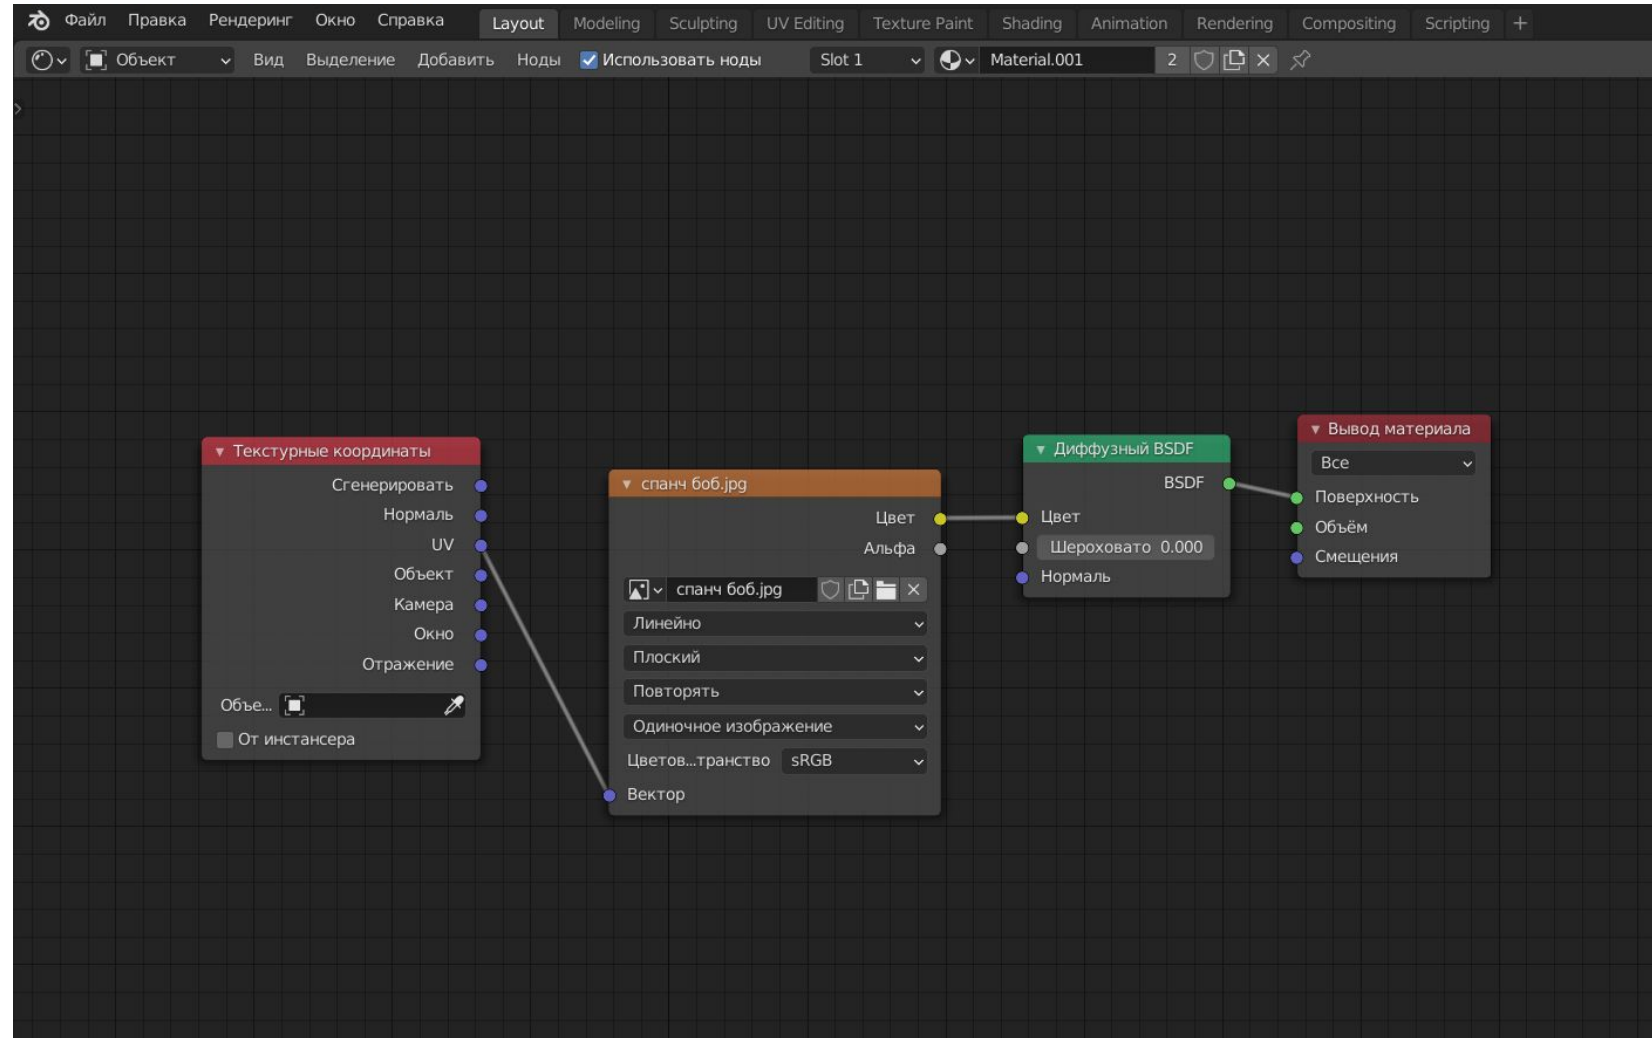 Файл Правка Рендеринг Окно Справка Layout Modeling Sculpting UV Editing Texture Paint Shading Animation Rendering Compositing Scripting +
Объект Вид Выделение Добавить Ноды Использовать ноды Slot 1 Material.001 2
Текстурные координаты
Сгенерировать
Нормаль
UV
Объект
Камера
Окно
Отражение
Объе...
От инстансера
спанч боб.jpg
Цвет
Альфа
спанч боб.jpg
Линейно
Плоский
Повторять
Одиночное изображение
Цветов...транство sRGB
Вектор
Диффузный BSDF
BSDF
Цвет
Шероховато 0.000
Нормаль
Вывод материала
Все
Поверхность
Объём
Смещения